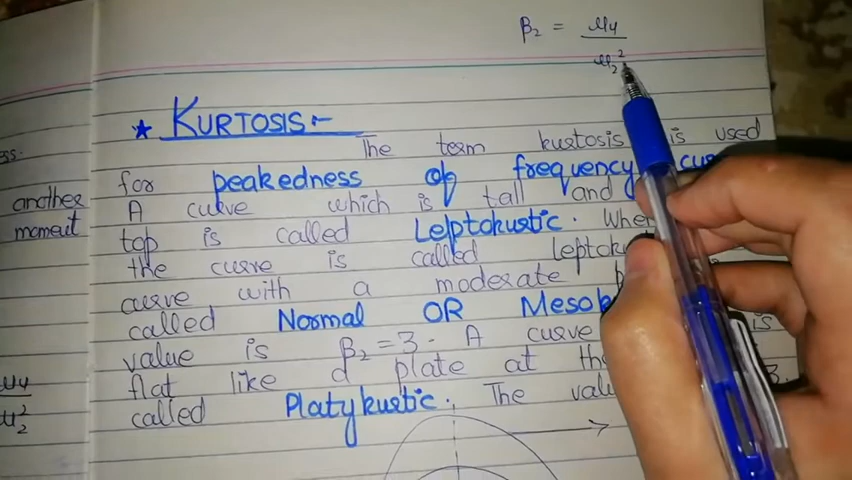 β₂ = μ₄
μ₂²
★ KURTOSIS:-
The term kurtosis is used
for peakedness of frequency
another A curve which is tall and
moment top is called Leptokurtic. When
the curve is called
curve with a moderate
called Normal OR
value is β₂=3. A curve is
flat like a plate at the
μ₄ called Platykurtic. The
μ₂²